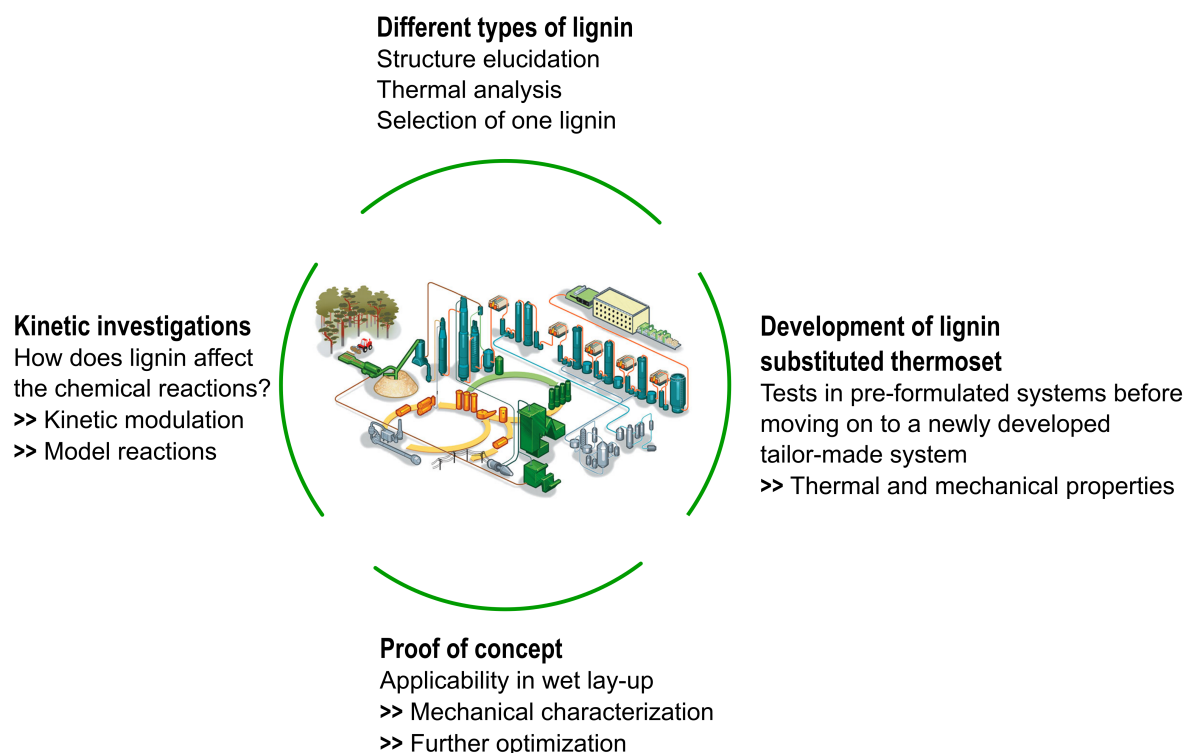 Different types of lignin
Structure elucidation
Thermal analysis
Selection of one lignin
Kinetic investigations
How does lignin affect
the chemical reactions?
>> Kinetic modulation
>> Model reactions
Development of lignin
substituted thermoset
Tests in pre-formulated systems before
moving on to a newly developed
tailor-made system
>> Thermal and mechanical properties
Proof of concept
Applicability in wet lay-up
>> Mechanical characterization
>> Further optimization